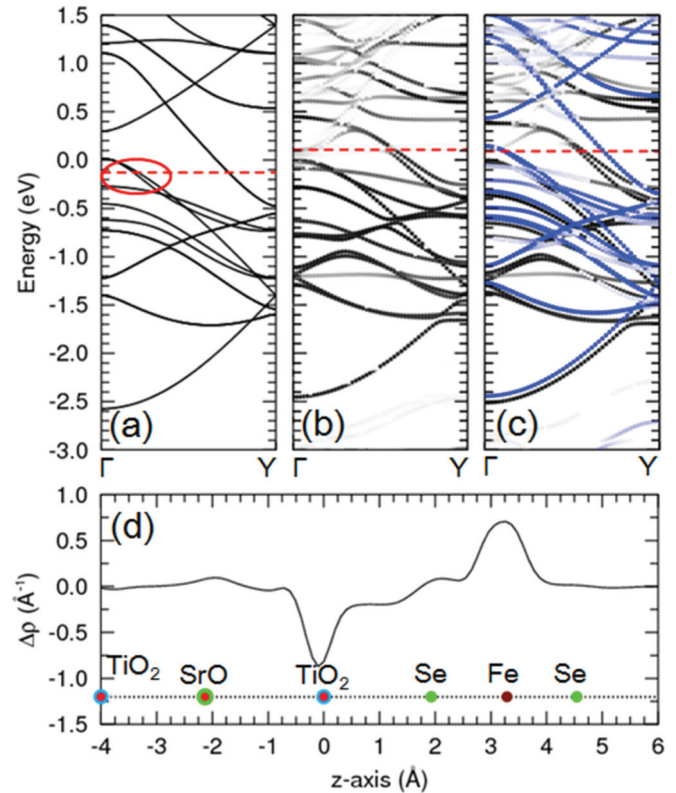 1.5
1.0
0.5
0.0
-0.5
-1.0
-1.5
-2.0
-2.5
-3.0
Energy (eV)
(a)
(b)
(c)
Γ Y Γ Y Γ Y
1.0
0.5
0.0
-0.5
-1.0
-1.5
Δρ (Å⁻¹)
(d)
TiO₂ SrO TiO₂ Se Fe Se
-4 -3 -2 -1 0 1 2 3 4 5 6
z-axis (Å)